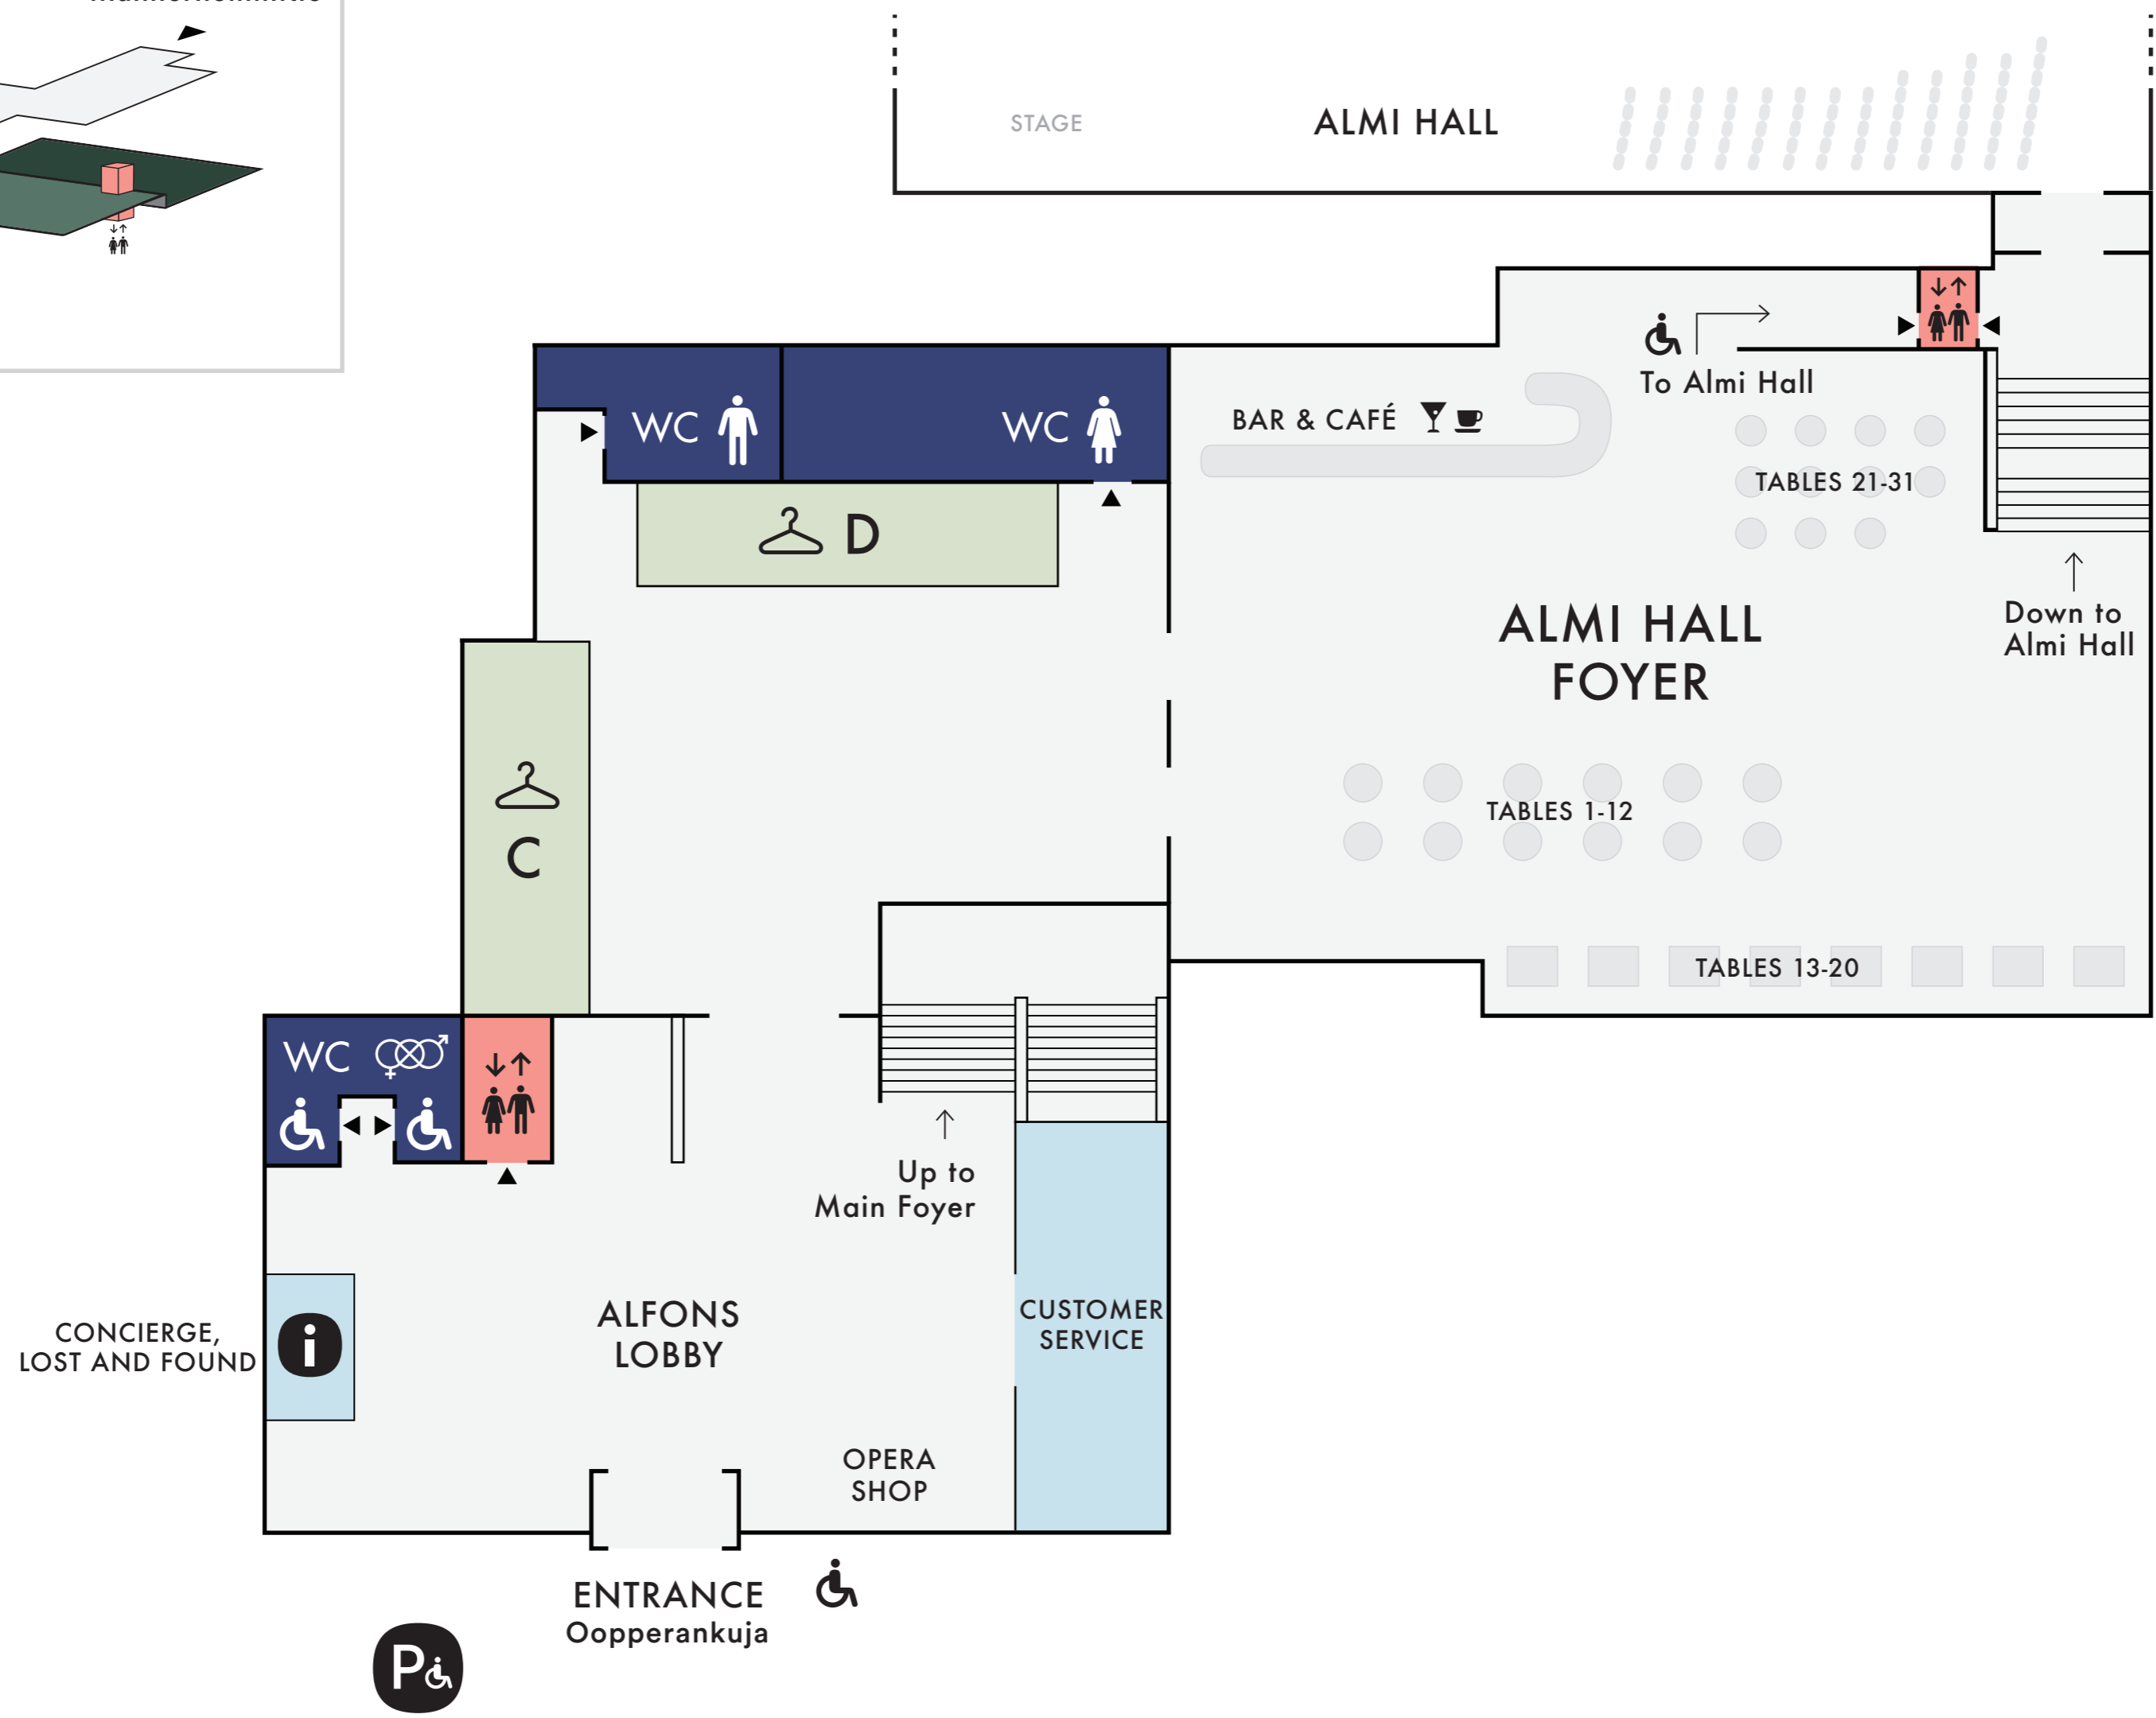 STAGE
ALMI HALL
To Almi Hall
WC
WC
BAR & CAFÉ
TABLES 21-31
D
ALMI HALL
FOYER
Down to
Almi Hall
C
TABLES 1-12
TABLES 13-20
WC
Up to
Main Foyer
CONCIERGE,
LOST AND FOUND
i
ALFONS
LOBBY
CUSTOMER
SERVICE
OPERA
SHOP
ENTRANCE
Oopperankuja
P